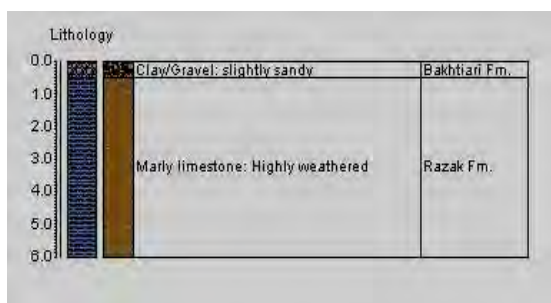 Lithology
0.0
Clay/Gravel: slightly sandy Bakhtiari Fm.
1.0
2.0
3.0
Marly limestone: Highly weathered Razak Fm.
4.0
5.0
6.0